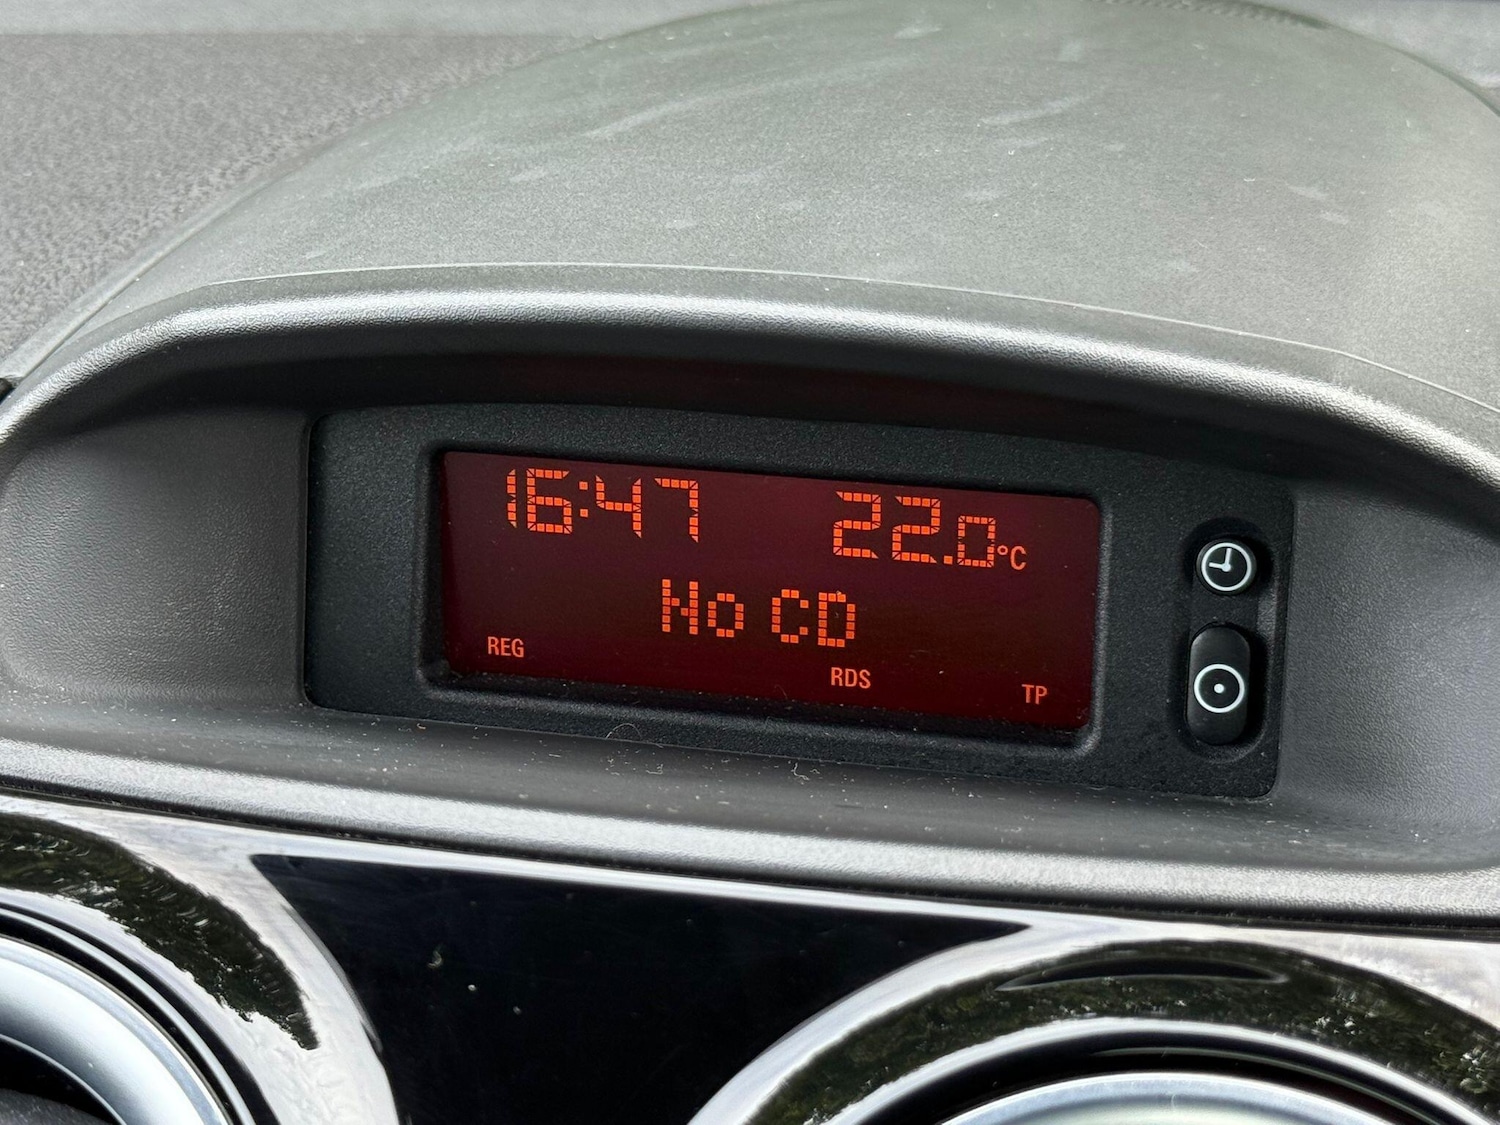 16:47 22.0°C
No CD
REG RDS TP